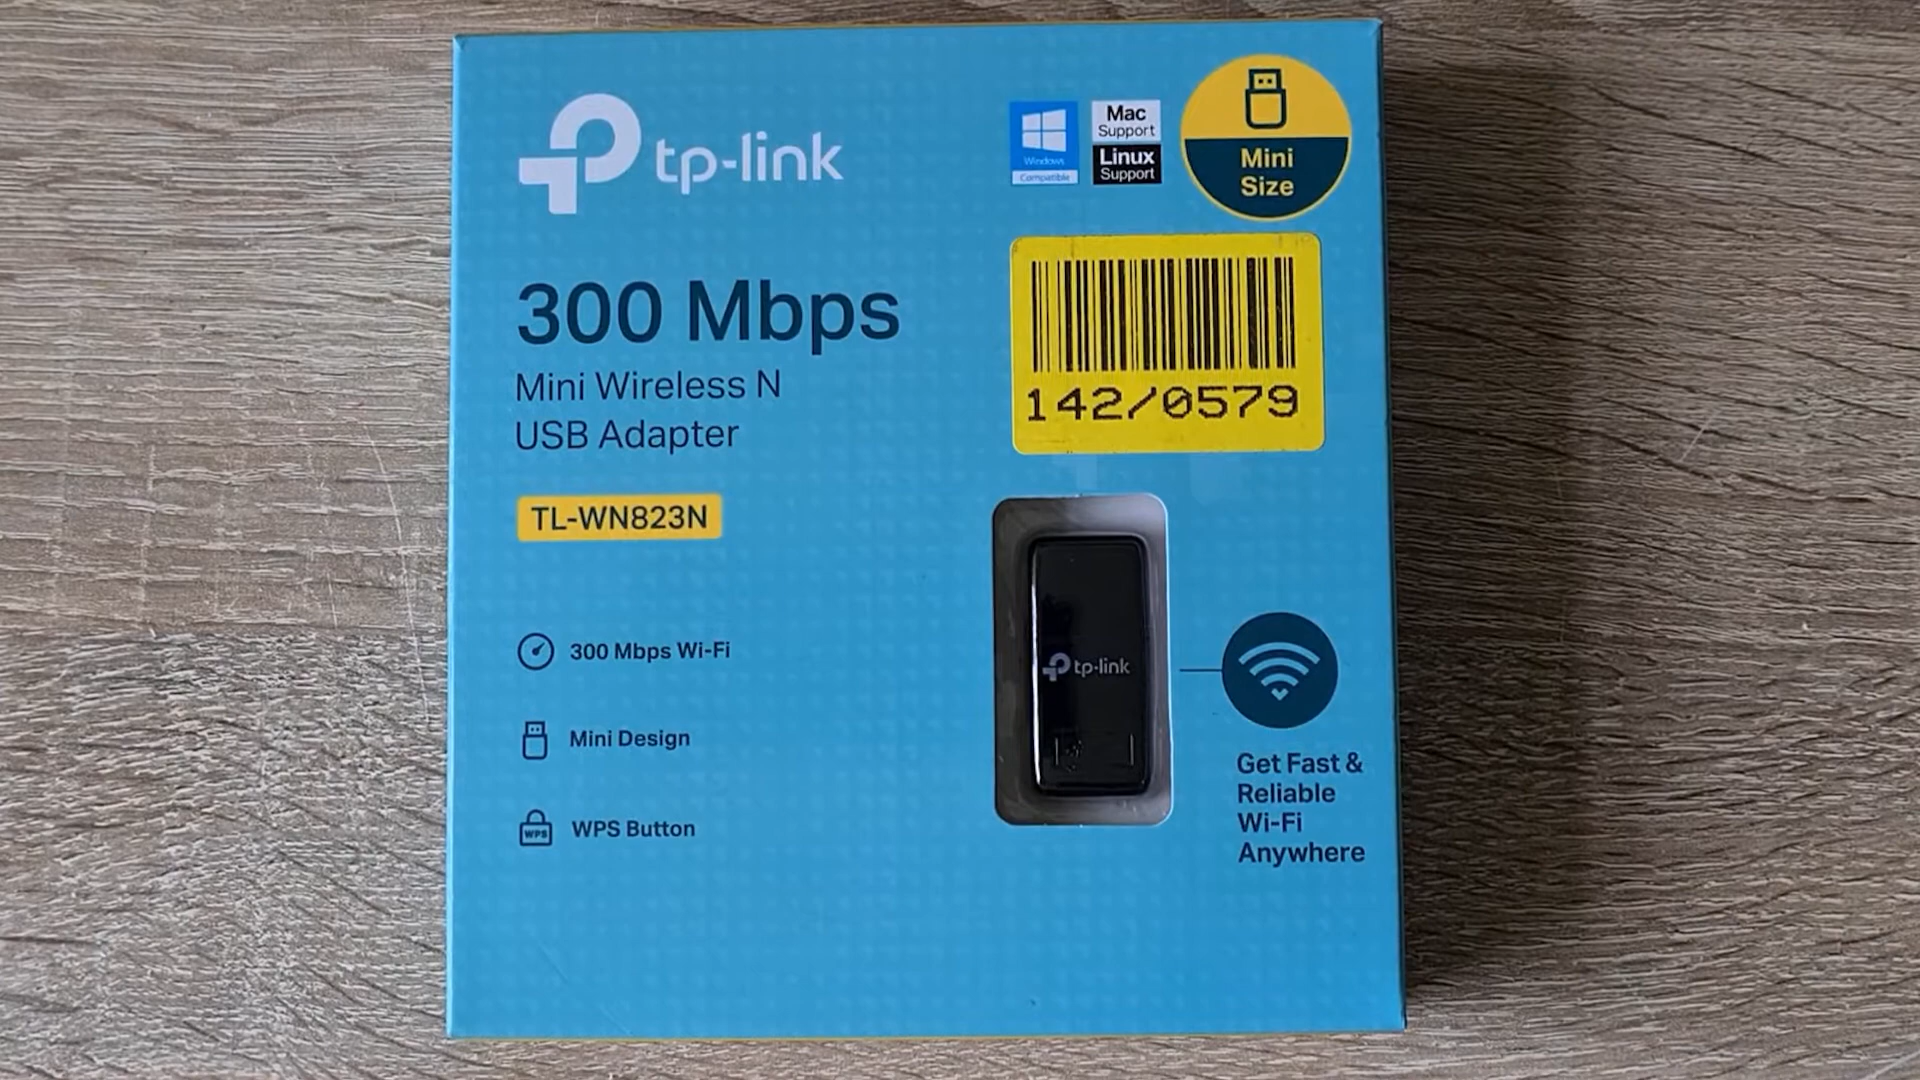 tp-link
Windows
Compatible
Mac
Support
Linux
Support
Mini
Size
300 Mbps
Mini Wireless N
USB Adapter
142/0579
TL-WN823N
300 Mbps Wi-Fi
Mini Design
WPS
WPS Button
tp-link
Get Fast &
Reliable
Wi-Fi
Anywhere